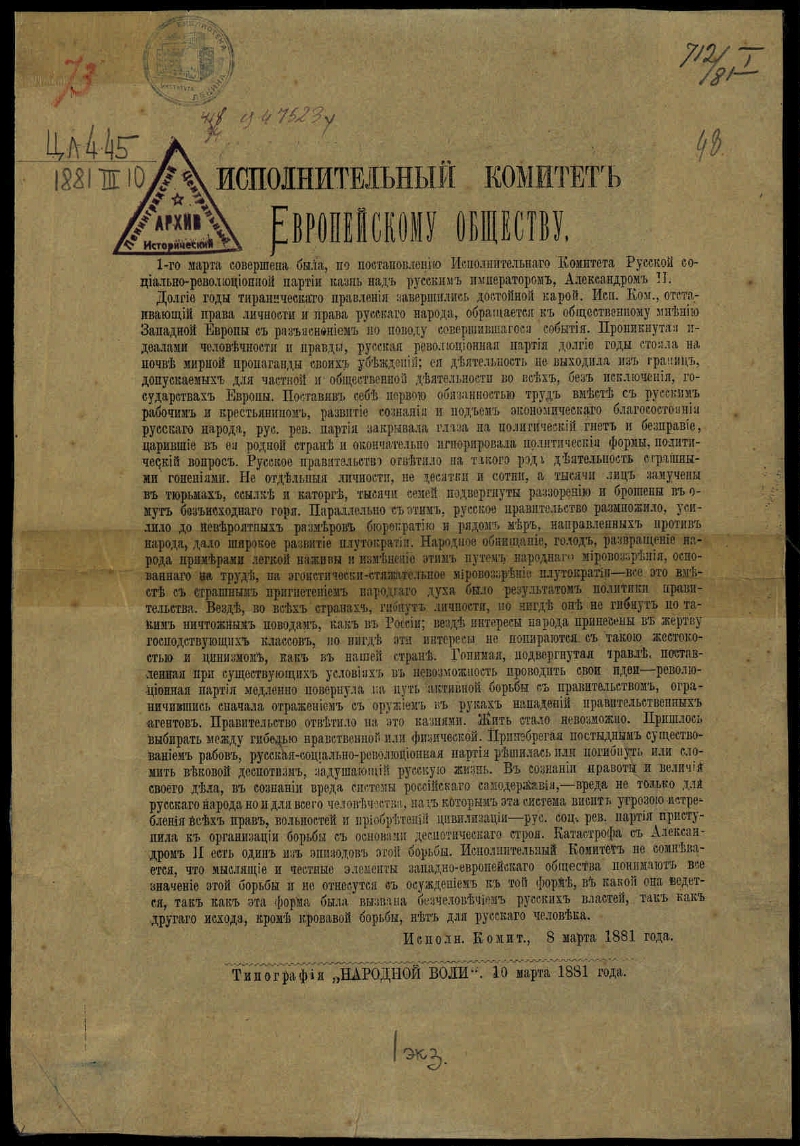 73
712/I
/81—
48
ЦА445
1881 III 10
АРХИВ
Исторический
ИСПОЛНИТЕЛЬНЫЙ КОМИТЕТЪ
ЕВРОПЕЙСКОМУ ОБЩЕСТВУ.
1-го марта совершена была, по постановленію Исполнительнаго Комитета Русской со-
ціально-революціонной партіи казнь надъ русскимъ императоромъ, Александромъ II.
Долгіе годы тираническаго правленія завершились достойной карой. Исп. Ком., отста-
ивающій права личности и права русскаго народа, обращается къ общественному мнѣнію
Западной Европы съ разъясненіемъ по поводу совершившагося событія. Проникнутая и-
деалами человѣчности и правды, русская революціонная партія долгіе годы стояла на
почвѣ мирной пропаганды своихъ убѣжденій; ея дѣятельность не выходила изъ границъ,
допускаемыхъ для частной и общественной дѣятельности во всѣхъ, безъ исключенія, го-
сударствахъ Европы. Поставивъ себѣ первою обязанностью трудъ вмѣстѣ съ русскимъ
рабочимъ и крестьяниномъ, развитіе сознанія и подъемъ экономическаго благосостоянія
русскаго народа, рус. рев. партія закрывала глаза на политическій гнетъ и безправіе,
царившіе въ ея родной странѣ и окончательно игнорировала политическія формы, полити-
ческій вопросъ. Русское правительство отвѣтило на такого рода дѣятельность страшны-
ми гоненіями. Не отдѣльныя личности, не десятки и сотни, а тысячи лицъ замучены
въ тюрьмахъ, ссылкѣ и каторгѣ, тысячи семей подвергнуты раззоренію и брошены въ о-
мутъ безъисходнаго горя. Параллельно съ этимъ, русское правительство размножило, уси-
лило до невѣроятныхъ размѣровъ бюрократію и рядомъ мѣръ, направленныхъ противъ
народа, дало широкое развитіе плутократіи. Народное обнищаніе, голодъ, развращеніе на-
рода примѣрами легкой наживы и измѣненіе этимъ путемъ народнаго міровоззрѣнія, осно-
ваннаго на трудѣ, на эгоистически-стяжательное міровоззрѣніе плутократіи—все это вмѣ-
стѣ съ страшнымъ пригнетеніемъ народнаго духа было результатомъ политики прави-
тельства. Вездѣ, во всѣхъ странахъ, гибнутъ личности, но нигдѣ онѣ не гибнутъ по та-
кимъ ничтожнымъ поводамъ, какъ въ Россіи; вездѣ интересы народа принесены въ жертву
господствующихъ классовъ, но нигдѣ эти интересы не попираются съ такою жестоко-
стью и цинизмомъ, какъ въ нашей странѣ. Гонимая, подвергнутая травлѣ, постав-
ленная при существующихъ условіяхъ въ невозможность проводить свои идеи—револю-
ціонная партія медленно повернула на путь активной борьбы съ правительствомъ, огра-
ничившись сначала отраженіемъ съ оружіемъ въ рукахъ нападеній правительственныхъ
агентовъ. Правительство отвѣтило на это казнями. Жить стало невозможно. Пришлось
выбирать между гибелью нравственной или физической. Пренебрегая постыднымъ существо-
ваніемъ рабовъ, русская-соціально-революціонная партія рѣшилась или погибнуть или сло-
мить вѣковой деспотизмъ, задушающій русскую жизнь. Въ сознаніи правоты и величія
своего дѣла, въ сознаніи вреда системы россійскаго самодержавія,—вреда не только для
русскаго народа но и для всего человѣчества, надъ которымъ эта система виситъ угрозою истре-
бленія всѣхъ правъ, вольностей и пріобрѣтеній цивилизаціи—рус. соц. рев. партія присту-
пила къ организаціи борьбы съ основами деспотическаго строя. Катастрофа съ Алексан-
дромъ II есть одинъ изъ эпизодовъ этой борьбы. Исполнительный Комитетъ не сомнѣва-
ется, что мыслящіе и честные элементы западно-европейскаго общества понимаютъ все
значеніе этой борьбы и не отнесутся съ осужденіемъ къ той формѣ, въ какой она ведет-
ся, такъ какъ эта форма была вызвана безчеловѣчіемъ русскихъ властей, такъ какъ
другаго исхода, кромѣ кровавой борьбы, нѣтъ для русскаго человѣка.
Исполн. Комит., 8 марта 1881 года.
Типографія „НАРОДНОЙ ВОЛИ“. 10 марта 1881 года.
1 экз.